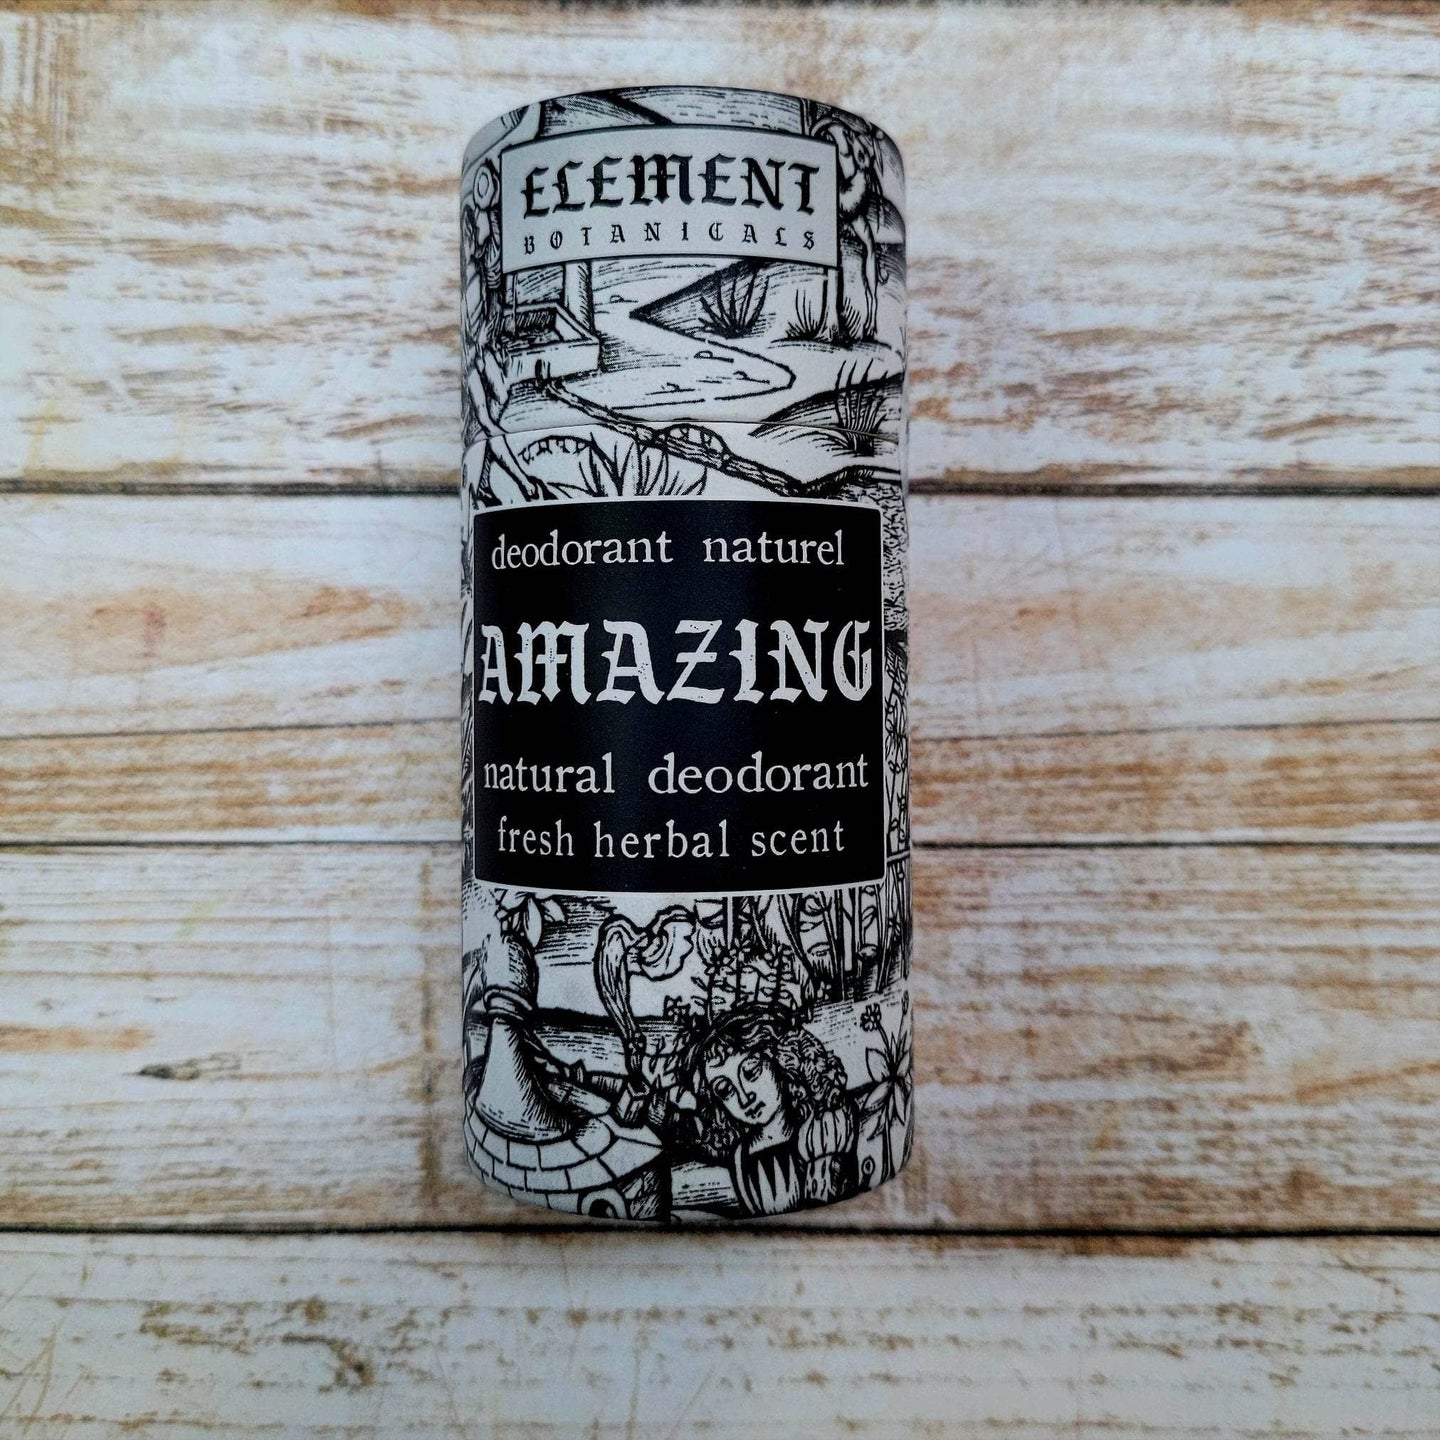 ELEMENT
BOTANICALS
deodorant naturel
AMAZING
natural deodorant
fresh herbal scent